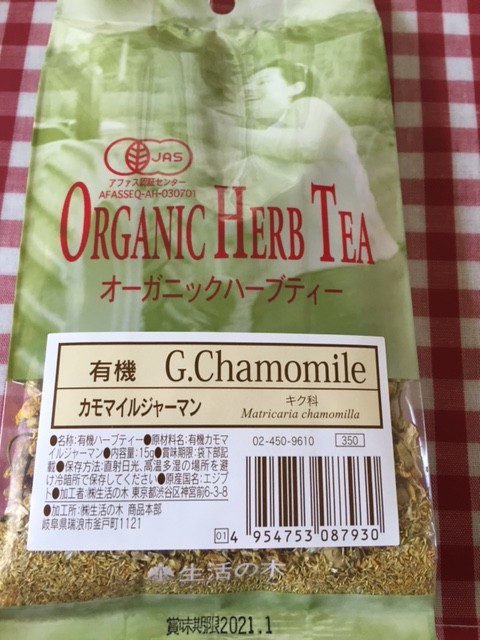 JAS
アファス認証センター
AFASSEQ-AH-030701
ORGANIC HERB TEA
オーガニックハーブティー
有機 G.Chamomile
カモマイルジャーマン
キク科
Matricaria chamomilla
●名称:有機ハーブティー●原材料名:有機カモマ
イルジャーマン●内容量:15g●賞味期限:袋下部記
載●保存方法:直射日光、高温多湿の場所を避
け冷暗所で保存してください●原産国名:エジプ
ト●加工者:㈱生活の木 東京都渋谷区神宮前6-3-8
●加工所:㈱生活の木 商品本部
岐阜県瑞浪市釜戸町1121
02-450-9610 350
01 4 954753 087930
生活の木
賞味期限2021.1